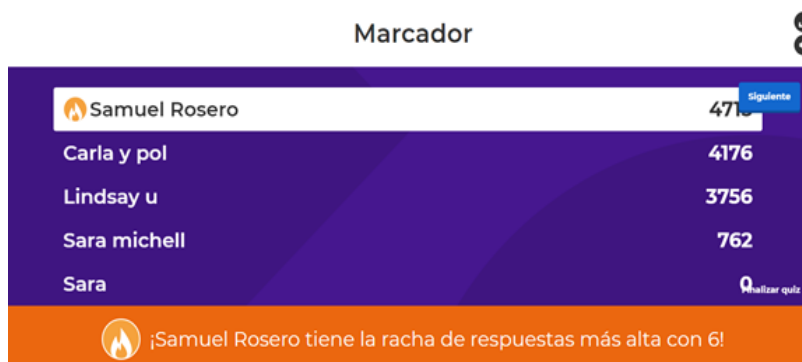 Marcador
Samuel Rosero
Siguiente
Carla y pol 4176
Lindsay u 3756
Sara michell 762
Sara 0
¡Samuel Rosero tiene la racha de respuestas más alta con 6!